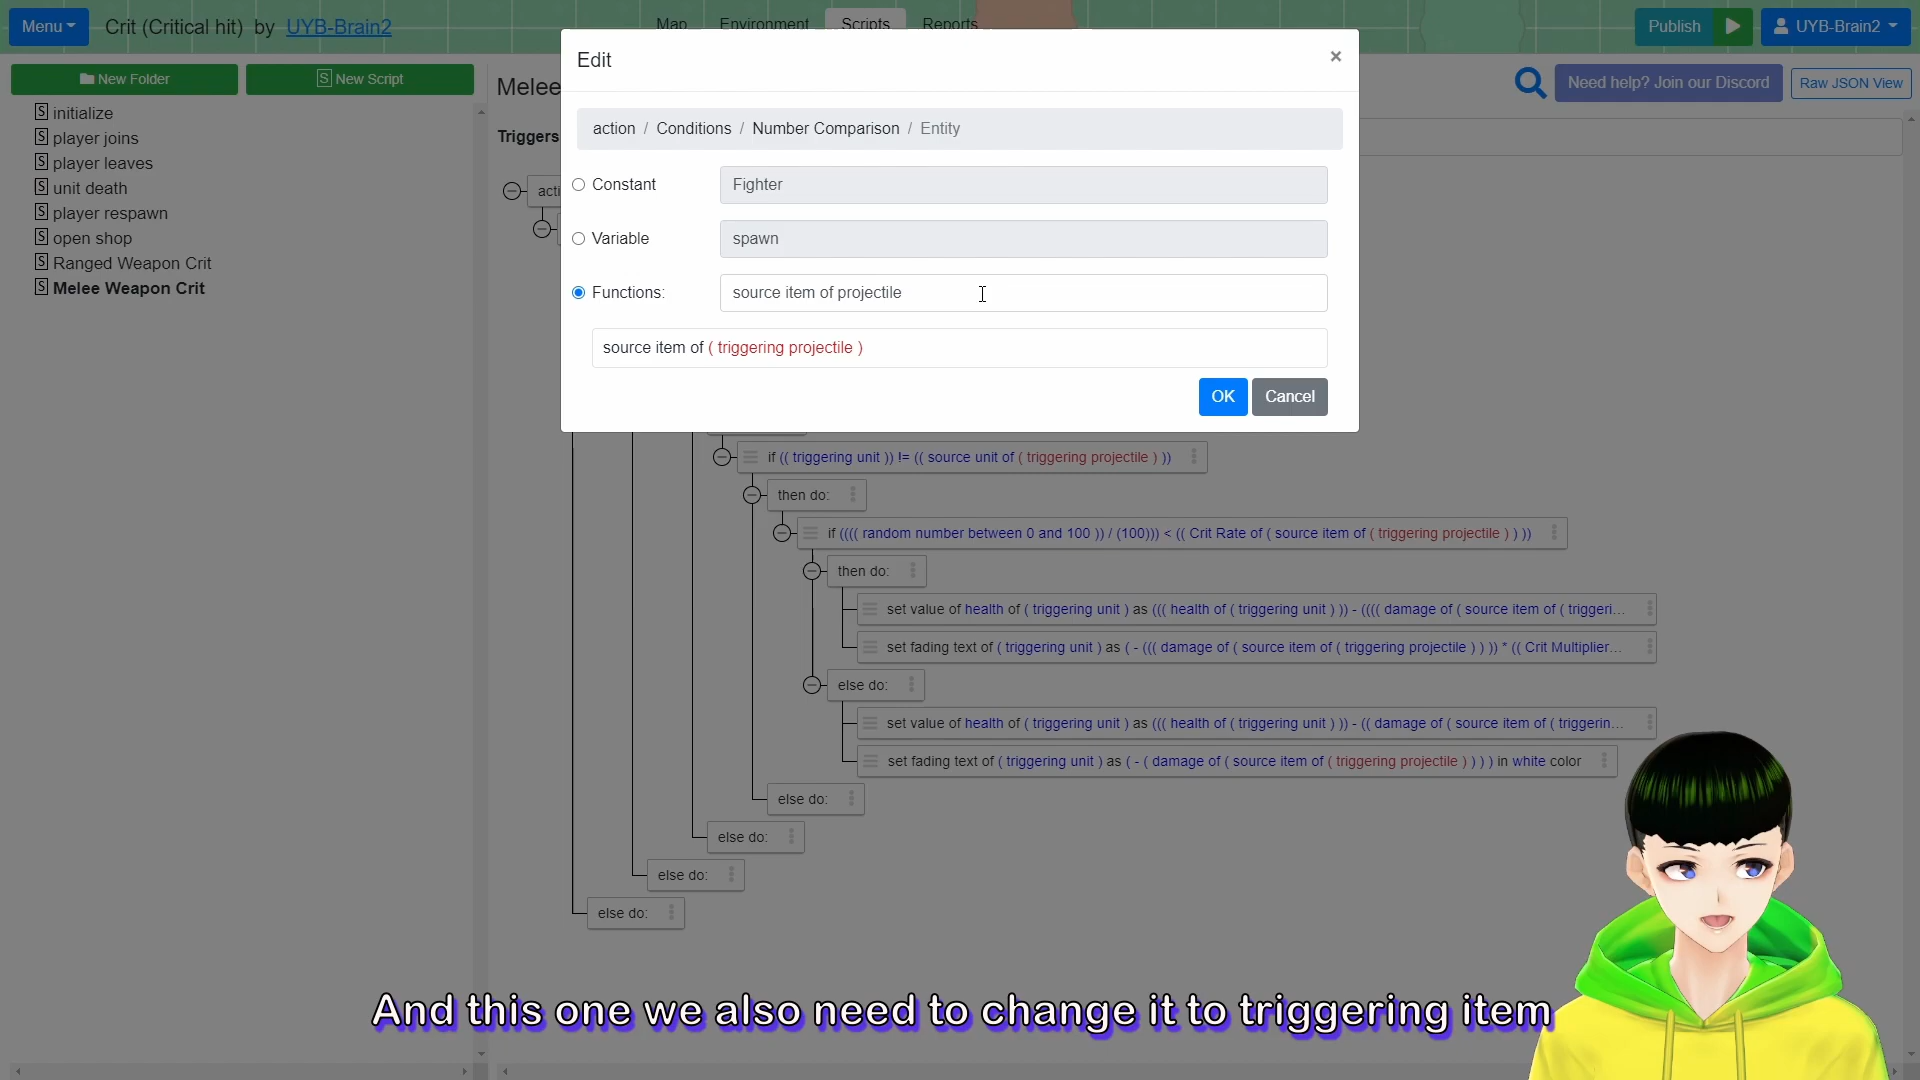 Menu
Crit (Critical hit) by UYB-Brain2
Map
Environment
Scripts
Reports
Publish
UYB-Brain2
New Folder
S New Script
Melee
Need help? Join our Discord
Raw JSON View
S initialize
S player joins
S player leaves
S unit death
S player respawn
S open shop
S Ranged Weapon Crit
S Melee Weapon Crit
Triggers
acti
Edit
×
action / Conditions / Number Comparison / Entity
Constant
Fighter
Variable
spawn
Functions:
source item of projectile
source item of ( triggering projectile )
OK
Cancel
if (( triggering unit )) != (( source unit of ( triggering projectile ) ))
then do:
if (((( random number between 0 and 100 )) / (100))) < (( Crit Rate of ( source item of ( triggering projectile ) ) ))
then do:
set value of health of ( triggering unit ) as ((( health of ( triggering unit ) )) - (((( damage of ( source item of ( triggeri...
set fading text of ( triggering unit ) as ( - ((( damage of ( source item of ( triggering projectile ) ) )) * (( Crit Multiplier...
else do:
set value of health of ( triggering unit ) as ((( health of ( triggering unit ) )) - (( damage of ( source item of ( triggerin...
set fading text of ( triggering unit ) as ( - ( damage of ( source item of ( triggering projectile ) ) ) ) in white color
else do:
else do:
else do:
else do:
And this one we also need to change it to triggering item